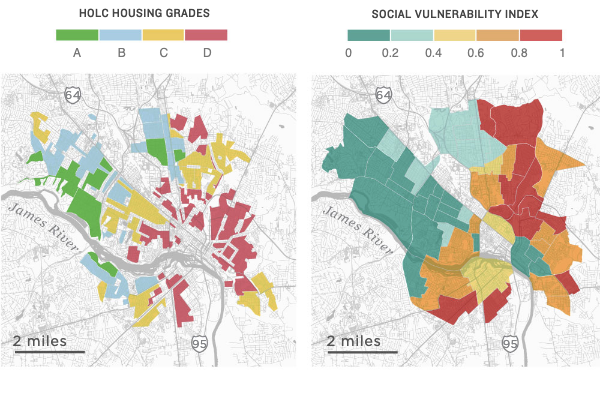 HOLC HOUSING GRADES
A B C D
64
James River
2 miles
95
SOCIAL VULNERABILITY INDEX
0 0.2 0.4 0.6 0.8 1
64
James River
2 miles
95